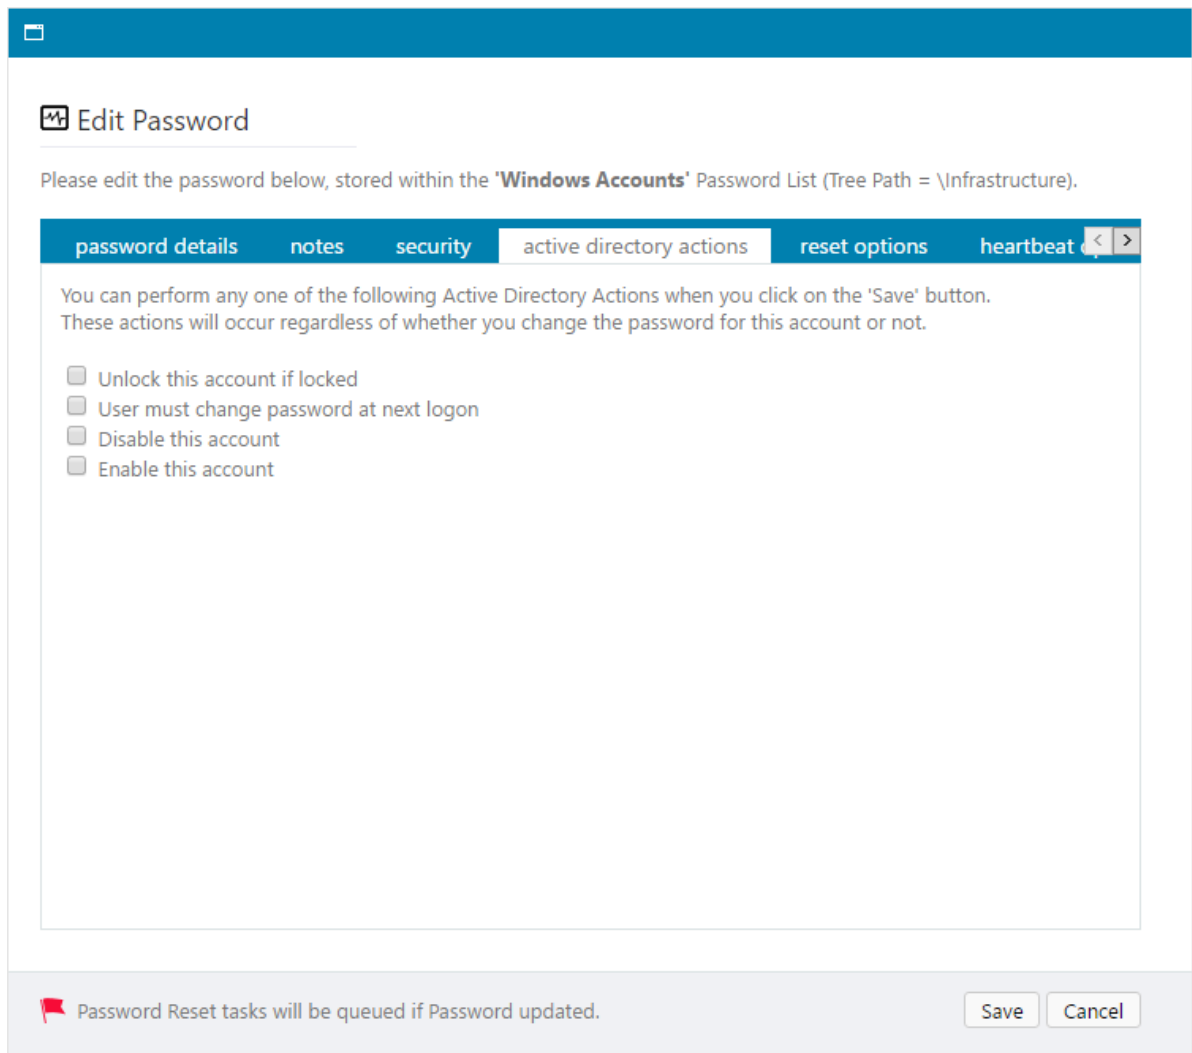 Edit Password
Please edit the password below, stored within the 'Windows Accounts' Password List (Tree Path = \Infrastructure).
password details notes security active directory actions reset options heartbeat
You can perform any one of the following Active Directory Actions when you click on the 'Save' button.
These actions will occur regardless of whether you change the password for this account or not.
Unlock this account if locked
User must change password at next logon
Disable this account
Enable this account
Password Reset tasks will be queued if Password updated. Save Cancel